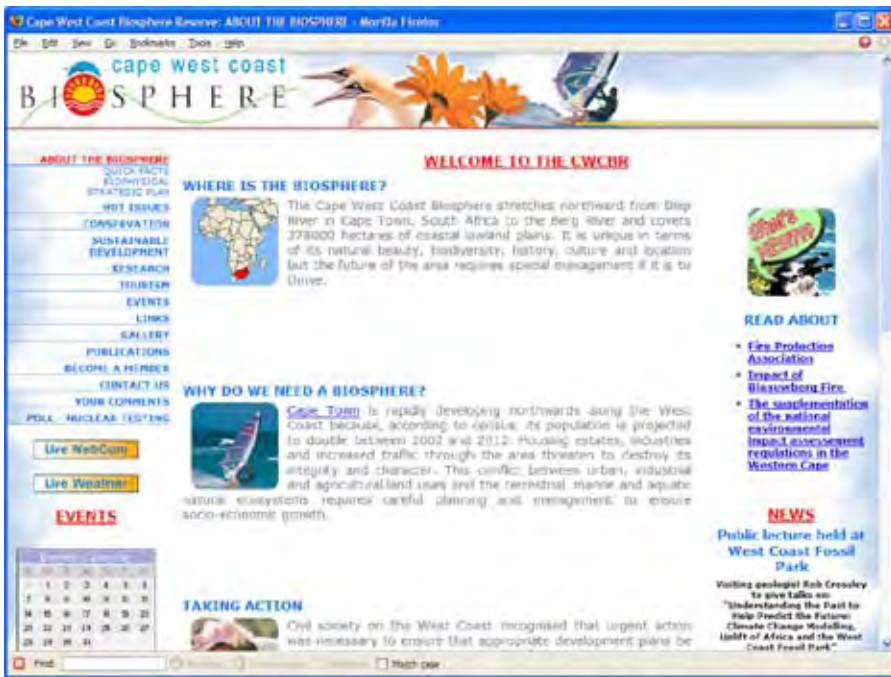 Cape West Coast Biosphere Reserve: ABOUT THE BIOSPHERE - Mozilla Firefox
File Edit View Go Bookmarks Tools Help
cape west coast
BIOSPHERE
ABOUT THE BIOSPHERE
QUICK FACTS
BIOPHYSICAL
STRATEGIC PLAN
HOT ISSUES
CONSERVATION
SUSTAINABLE
DEVELOPMENT
RESEARCH
TOURISM
EVENTS
LINKS
GALLERY
PUBLICATIONS
BECOME A MEMBER
CONTACT US
YOUR COMMENTS
POLL - NUCLEAR TESTING
Live WebCam
Live Weather
EVENTS
WELCOME TO THE CWCBR
WHERE IS THE BIOSPHERE?
The Cape West Coast Biosphere stretches northward from Diep
River in Cape Town, South Africa to the Berg River and covers
378000 hectares of coastal lowland plains. It is unique in terms
of its natural beauty, biodiversity, history, culture and location
but the future of the area requires special management if it is to
thrive.
WHY DO WE NEED A BIOSPHERE?
Cape Town is rapidly developing northwards along the West
Coast because, according to census, its population is projected
to double between 2002 and 2012. Housing estates, industries
and increased traffic through the area threaten to destroy its
integrity and character. This conflict between urban, industrial
and agricultural land uses and the terrestrial, marine and aquatic
natural ecosystems requires careful planning and management to ensure
socio-economic growth.
TAKING ACTION
Civil society on the West Coast recognised that urgent action
was necessary to ensure that appropriate development plans be
What's
READ ABOUT
Fire Protection
Association
Impact of
Blaauwberg Fire
The supplementation
of the national
environmental
impact assessement
regulations in the
Western Cape
NEWS
Public lecture held at
West Coast Fossil
Park
Visiting geologist Rob Crossley
to give talks on:
"Understanding the Past to
Help Predict the Future:
Climate Change Modelling,
Uplift of Africa and the West
Coast Fossil Park"
Find:
Match case